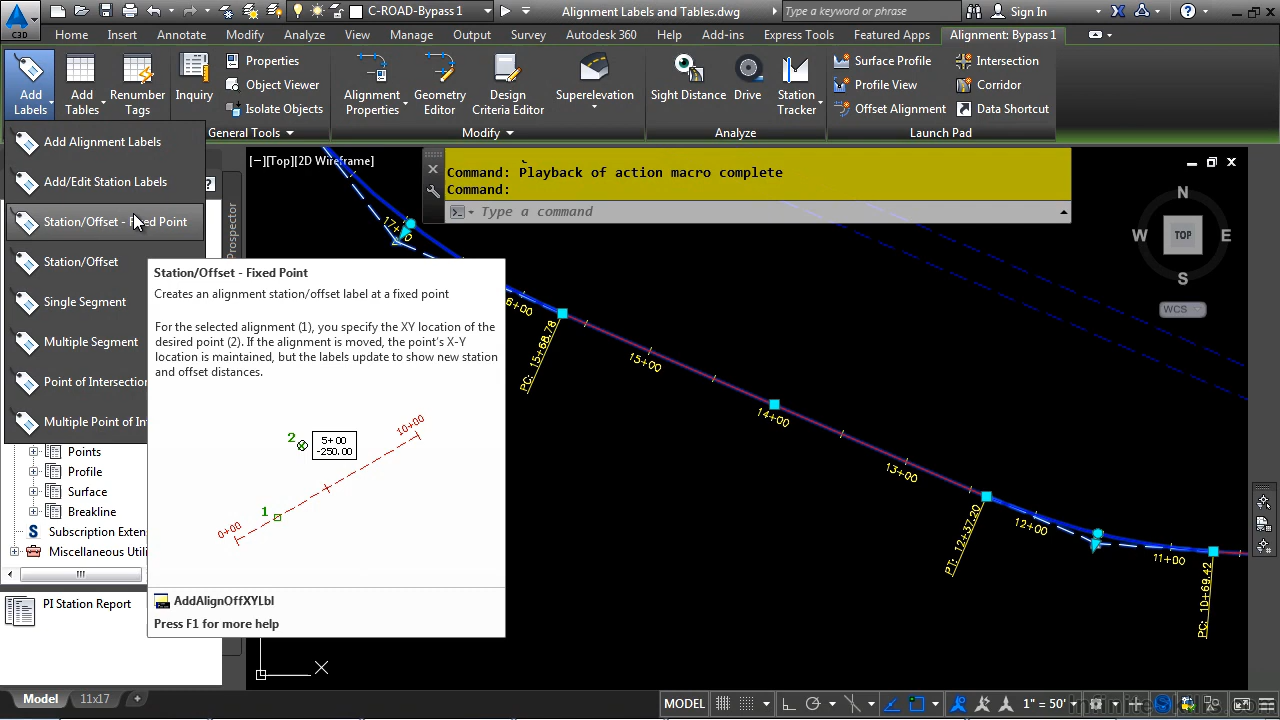 C3D
C-ROAD-Bypass 1
Alignment Labels and Tables.dwg
Type a keyword or phrase
Sign In
Home
Insert
Annotate
Modify
Analyze
View
Manage
Output
Survey
Autodesk 360
Help
Add-ins
Express Tools
Featured Apps
Alignment: Bypass 1
Add
Labels
Add
Tables
Renumber
Tags
Inquiry
Properties
Object Viewer
Isolate Objects
Alignment
Properties
Geometry
Editor
Design
Criteria Editor
Superelevation
Sight Distance
Drive
Station
Tracker
Surface Profile
Profile View
Offset Alignment
Intersection
Corridor
Data Shortcut
General Tools
Modify
Analyze
Launch Pad
Add Alignment Labels
Add/Edit Station Labels
Station/Offset - Fixed Point
Station/Offset
Single Segment
Multiple Segment
Point of Intersection
Multiple Point of In
Prospector
[−][Top][2D Wireframe]
Command: Playback of action macro complete
Command:
Type a command
N
W
TOP
E
S
WCS
Station/Offset - Fixed Point
Creates an alignment station/offset label at a fixed point
For the selected alignment (1), you specify the XY location of the
desired point (2). If the alignment is moved, the point's X-Y
location is maintained, but the labels update to show new station
and offset distances.
2
5+00
-250.00
10+00
1
0+00
AddAlignOffXYLbl
Press F1 for more help
Points
Profile
Surface
Breakline
Subscription Exten
Miscellaneous Utili
PI Station Report
17+00
6+00
PC: 15+68.78
15+00
14+00
13+00
PT: 12+37.20
12+00
11+00
PC: 10+69.42
X
Model
11x17
MODEL
1" = 50'